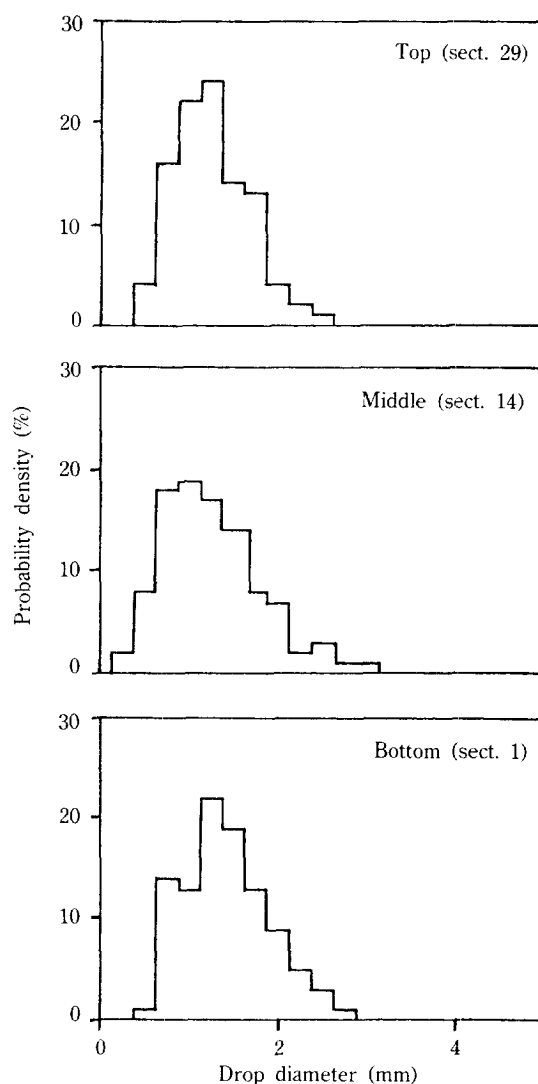 30
Top (sect. 29)
20
10
0
30
Middle (sect. 14)
20
10
0
Probability density (%)
30
Bottom (sect. 1)
20
10
0
0 2 4
Drop diameter (mm)